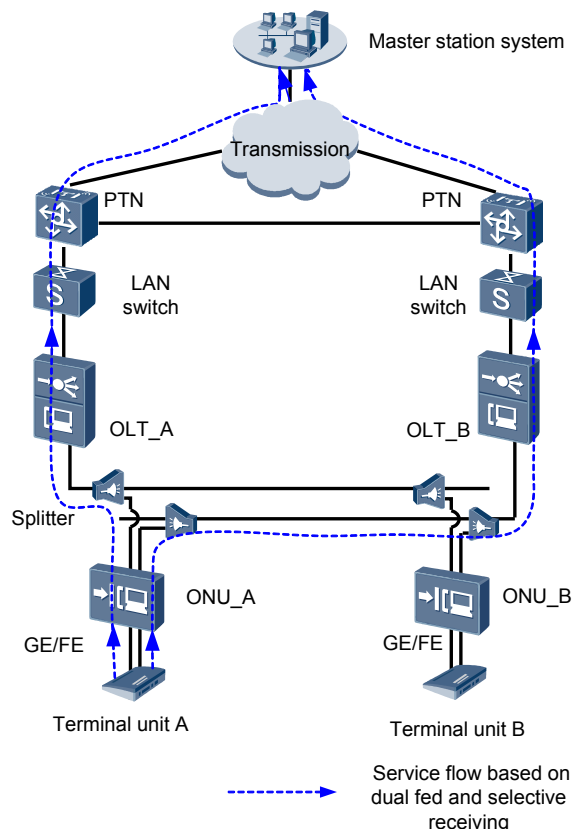 Master station system
Transmission
PTN
PTN
LAN
switch
LAN
switch
S
S
OLT_A
OLT_B
Splitter
ONU_A
ONU_B
GE/FE
GE/FE
Terminal unit A
Terminal unit B
Service flow based on
dual fed and selective
receiving